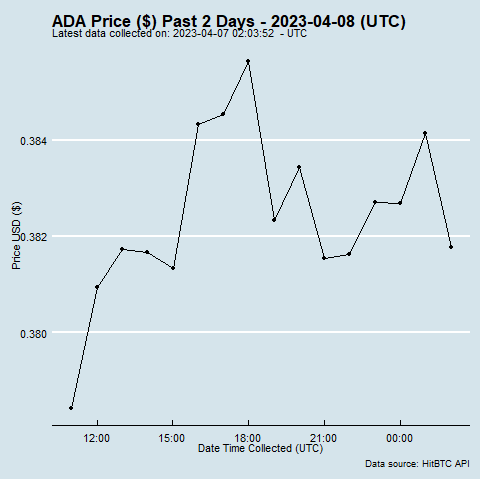 ADA Price ($) Past 2 Days - 2023-04-08 (UTC)
Latest data collected on: 2023-04-07 02:03:52  - UTC
Price USD ($)
0.384
0.382
0.380
12:00 15:00 18:00 21:00 00:00
Date Time Collected (UTC)
Data source: HitBTC API